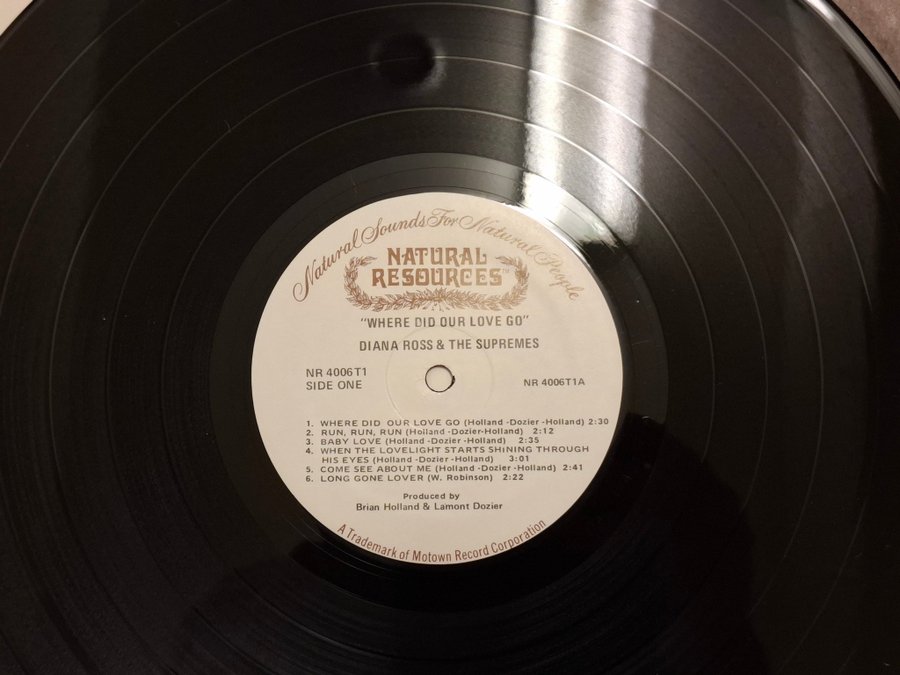 Natural Sounds For Natural People
NATURAL
RESOURCES™
"WHERE DID OUR LOVE GO"
DIANA ROSS & THE SUPREMES
NR 4006T1
SIDE ONE
NR 4006T1A
1. WHERE DID OUR LOVE GO (Holland -Dozier -Holland) 2:30
2. RUN, RUN, RUN (Holland -Dozier-Holland) 2:12
3. BABY LOVE (Holland -Dozier -Holland) 2:35
4. WHEN THE LOVELIGHT STARTS SHINING THROUGH
HIS EYES (Holland -Dozier -Holland) 3:01
5. COME SEE ABOUT ME (Holland -Dozier -Holland) 2:41
6. LONG GONE LOVER (W. Robinson) 2:22
Produced by
Brian Holland & Lamont Dozier
A Trademark of Motown Record Corporation